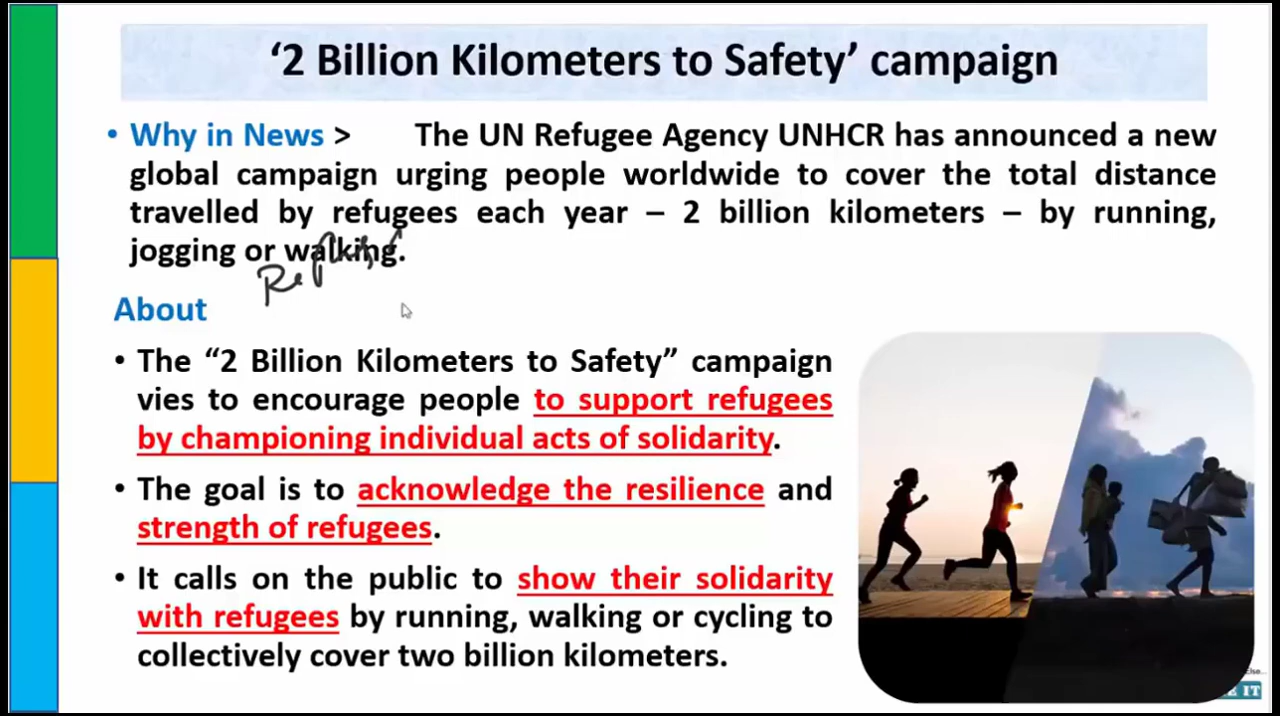 ‘2 Billion Kilometers to Safety’ campaign
• Why in News > The UN Refugee Agency UNHCR has announced a new
global campaign urging people worldwide to cover the total distance
travelled by refugees each year – 2 billion kilometers – by running,
jogging or walking.
About
• The “2 Billion Kilometers to Safety” campaign
vies to encourage people to support refugees
by championing individual acts of solidarity.
• The goal is to acknowledge the resilience and
strength of refugees.
• It calls on the public to show their solidarity
with refugees by running, walking or cycling to
collectively cover two billion kilometers.
Else...
IT